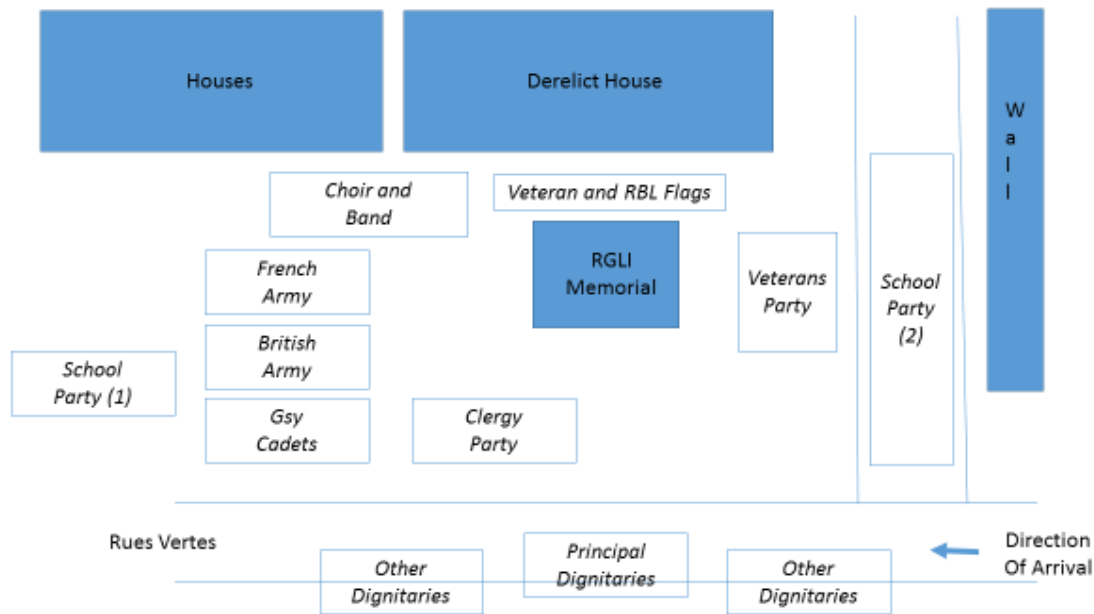 Houses
Derelict House
W
a
l
l
Choir and
Band
Veteran and RBL Flags
French
Army
RGLI
Memorial
Veterans
Party
School
Party
(2)
British
Army
School
Party (1)
Gsy
Cadets
Clergy
Party
Rues Vertes
Other
Dignitaries
Principal
Dignitaries
Other
Dignitaries
Direction
Of Arrival